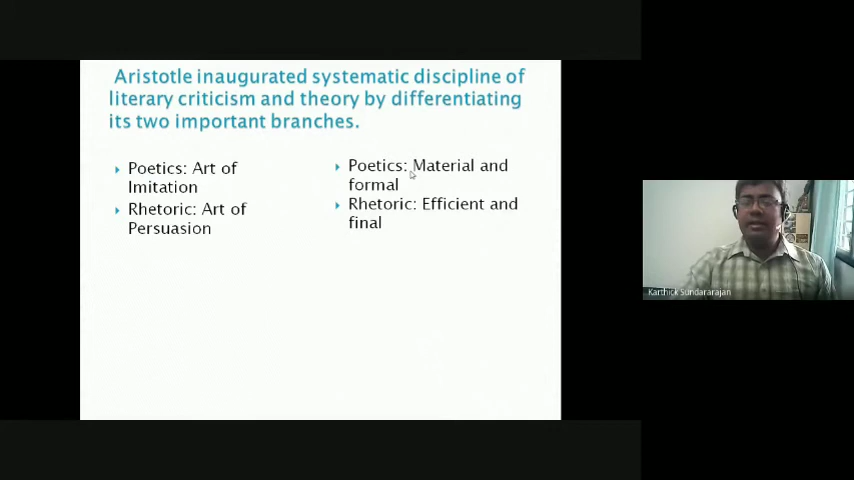 Aristotle inaugurated systematic discipline of
literary criticism and theory by differentiating
its two important branches.
Poetics: Art of
Imitation
Rhetoric: Art of
Persuasion
Poetics: Material and
formal
Rhetoric: Efficient and
final
Karthick Sundararajan